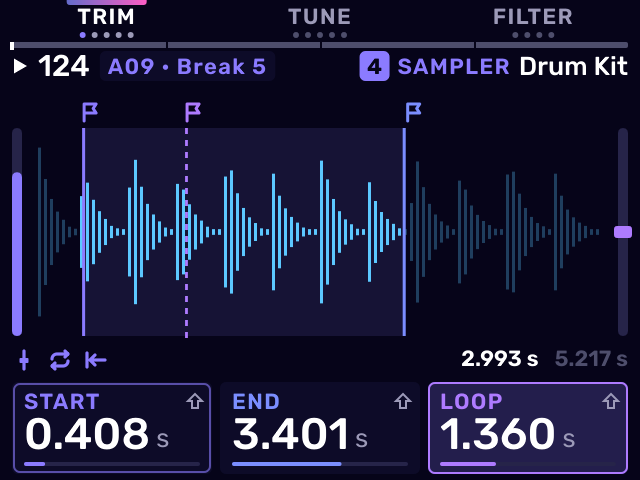 TRIM TUNE FILTER
124 A09 • Break 5 4 SAMPLER Drum Kit
2.993 s 5.217 s
START END LOOP
0.408 s 3.401 s 1.360 s